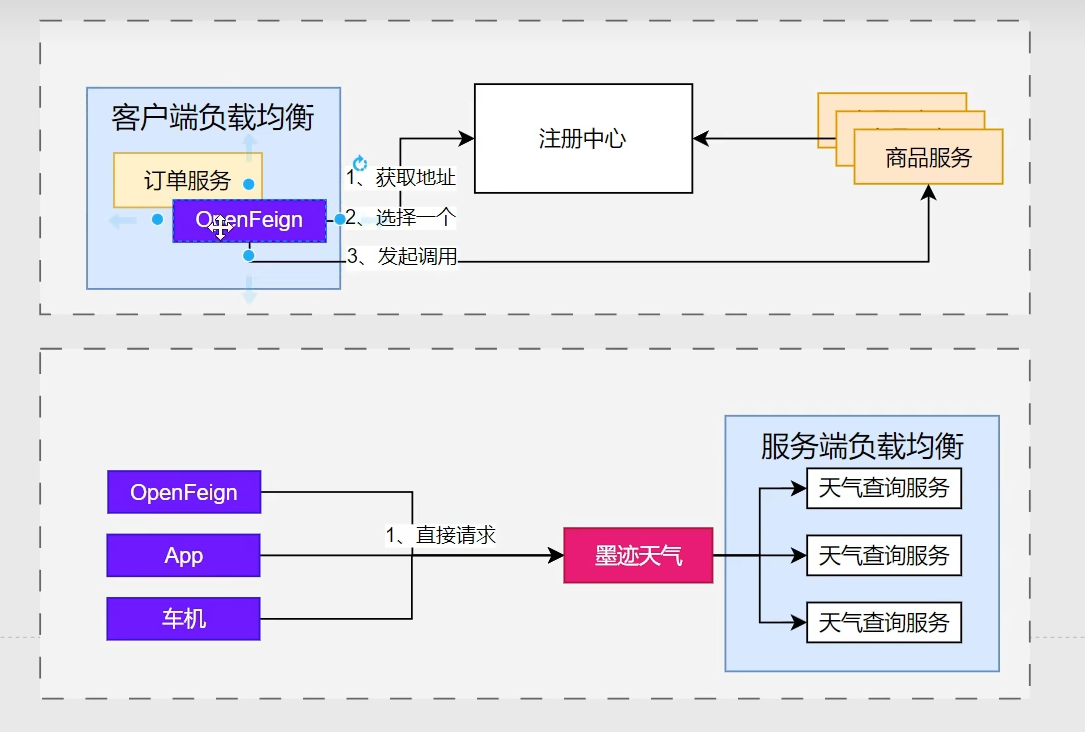 客户端负载均衡
订单服务
OpenFeign
1、获取地址
2、选择一个
3、发起调用
注册中心
商品服务
OpenFeign
App
车机
1、直接请求
墨迹天气
服务端负载均衡
天气查询服务
天气查询服务
天气查询服务